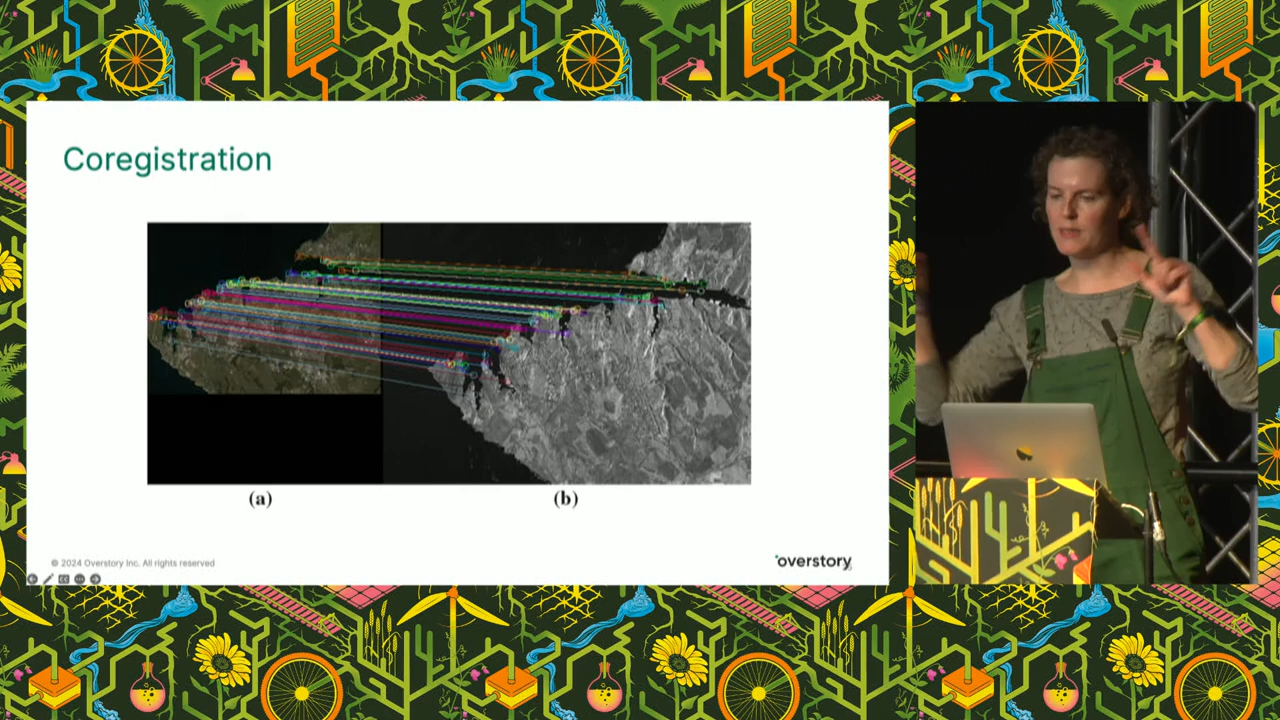 Coregistration
(a)
(b)
© 2024 Overstory Inc. All rights reserved
overstory